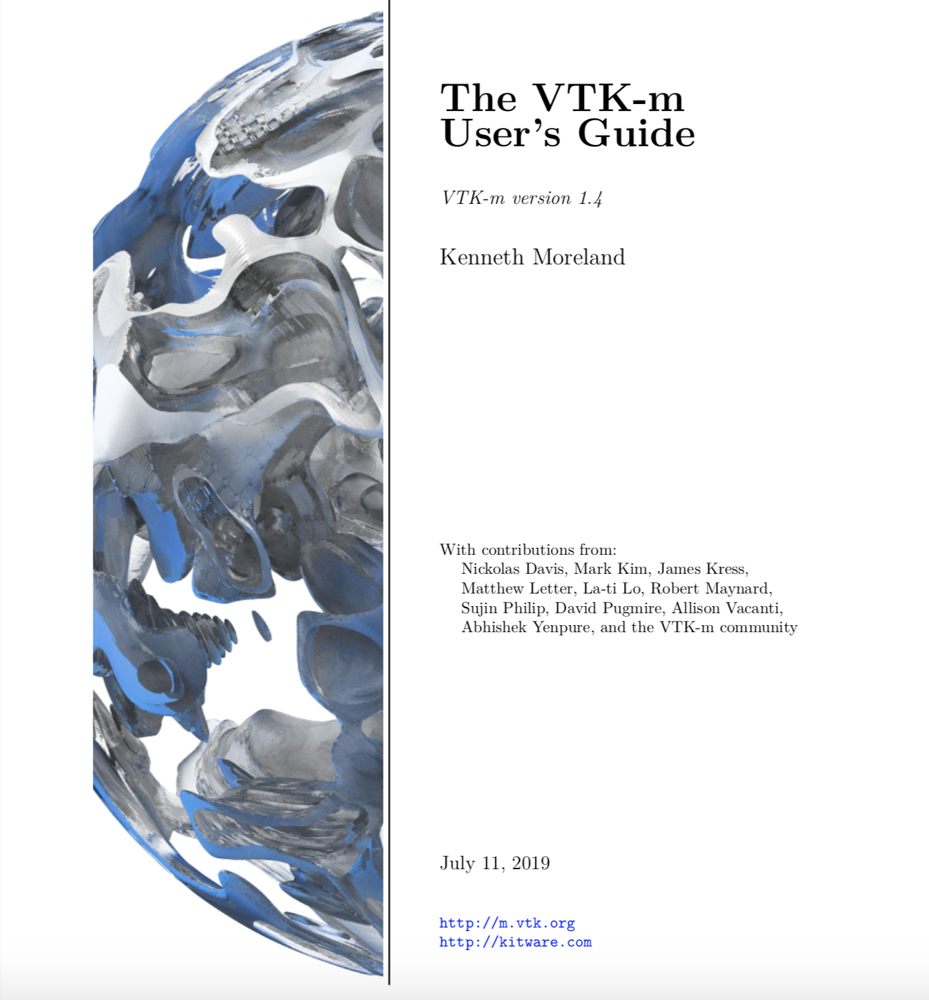 The VTK-m
User's Guide
VTK-m version 1.4
Kenneth Moreland
With contributions from:
Nickolas Davis, Mark Kim, James Kress,
Matthew Letter, La-ti Lo, Robert Maynard,
Sujin Philip, David Pugmire, Allison Vacanti,
Abhishek Yenpure, and the VTK-m community
July 11, 2019
http://m.vtk.org
http://kitware.com